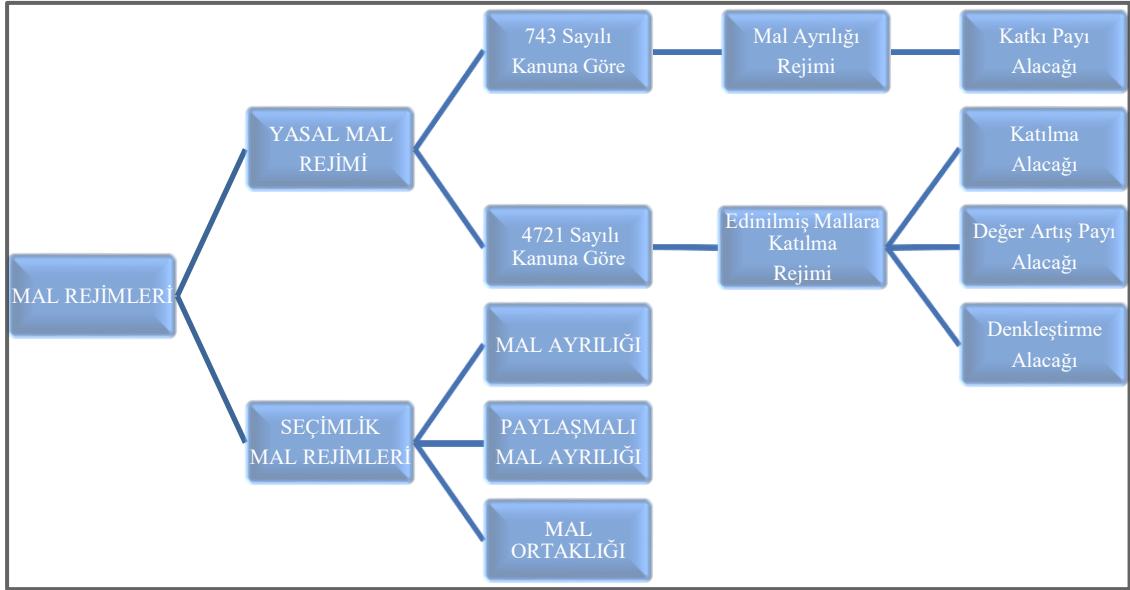 MAL REJİMLERİ
YASAL MAL
REJİMİ
743 Sayılı
Kanuna Göre
Mal Ayrılığı
Rejimi
Katkı Payı
Alacağı
4721 Sayılı
Kanuna Göre
Edinilmiş Mallara
Katılma
Rejimi
Katılma
Alacağı
Değer Artış Payı
Alacağı
Denkleştirme
Alacağı
SEÇİMLİK
MAL REJİMLERİ
MAL AYRILIĞI
PAYLAŞMALI
MAL AYRILIĞI
MAL
ORTAKLIĞI